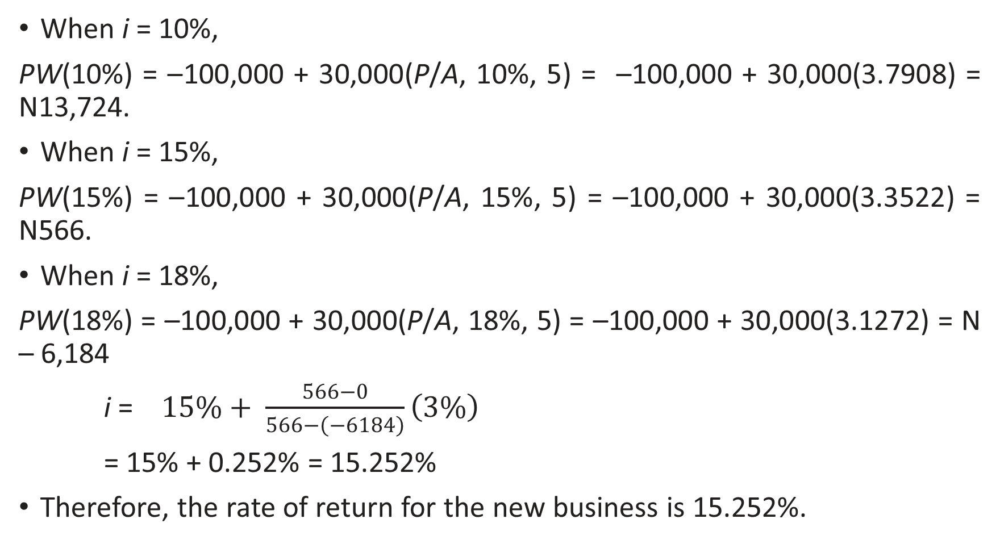 • When i = 10%,
PW(10%) = –100,000 + 30,000(P/A, 10%, 5) = –100,000 + 30,000(3.7908) =
N13,724.
• When i = 15%,
PW(15%) = –100,000 + 30,000(P/A, 15%, 5) = –100,000 + 30,000(3.3522) =
N566.
• When i = 18%,
PW(18%) = –100,000 + 30,000(P/A, 18%, 5) = –100,000 + 30,000(3.1272) = N
– 6,184
i = 15% + \frac{566−0}{566−(−6184)} (3%)
= 15% + 0.252% = 15.252%
• Therefore, the rate of return for the new business is 15.252%.